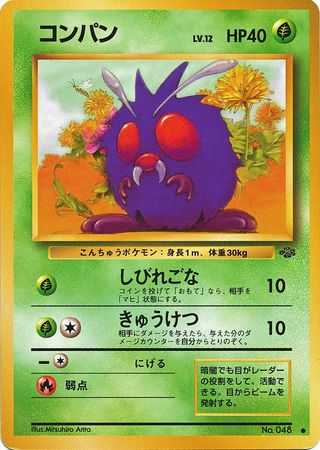 コンパン LV.12 HP40
こんちゅうポケモン：身長1m、体重30kg
しびれごな 10
コインを投げて「おもて」なら、相手を
「マヒ」状態にする。
きゅうけつ 10
相手にダメージを与えたら、与えた分のダ
メージカウンターを自分からとりのぞく。
にげる
弱点
暗闇でも目がレーダー
の役割をして、活動で
きる。目からビームを
発射する。
Illus.Mitsuhiro Arita
No.048